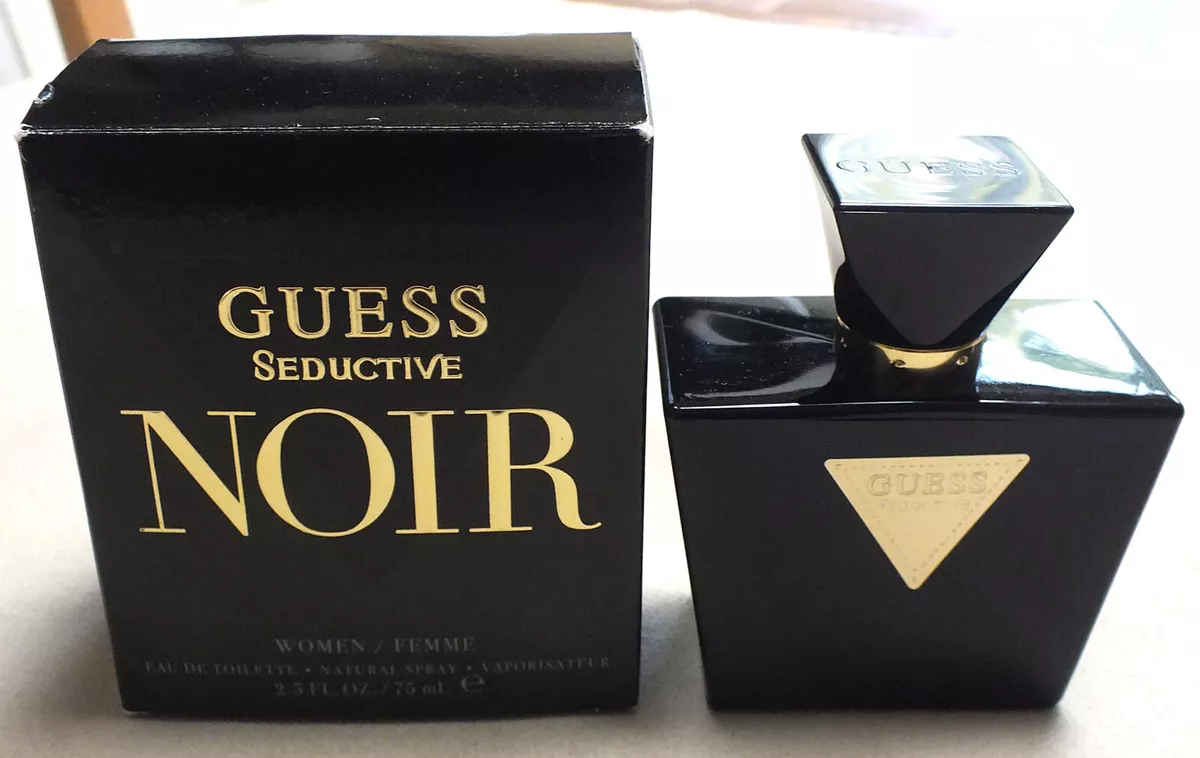 GUESS
SEDUCTIVE
NOIR
WOMEN / FEMME
EAU DE TOILETTE • NATURAL SPRAY • VAPORISATEUR
2.5 FL.OZ./75 mL ℮
GUESS
GUESS
SEDUCTIVE